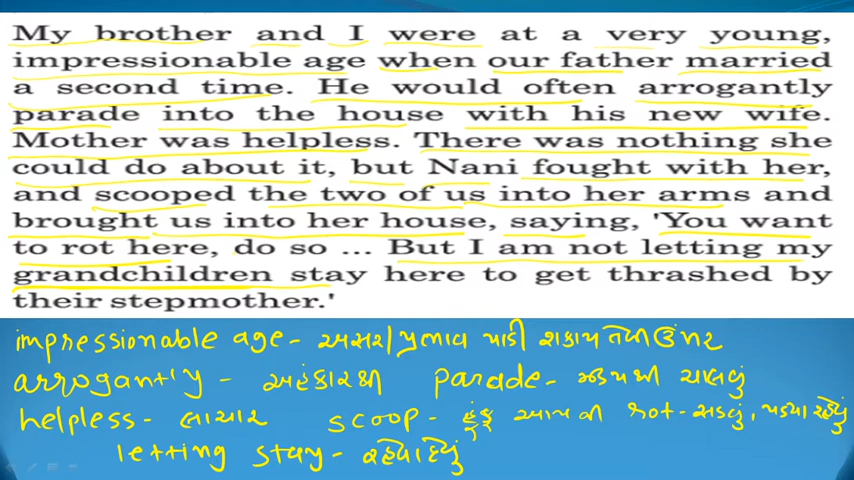 My brother and I were at a very young,
impressionable age when our father married
a second time. He would often arrogantly
parade into the house with his new wife.
Mother was helpless. There was nothing she
could do about it, but Nani fought with her,
and scooped the two of us into her arms and
brought us into her house, saying, 'You want
to rot here, do so ... But I am not letting my
grandchildren stay here to get thrashed by
their stepmother.'
impressionable age - અસર/પ્રભાવ પાડી શકાય તેવી ઉંમર
arrogantly - અહંકારથી parade - ઝડપથી ચાલવું
helpless - લાચાર scoop - હુંફ આપવી rot - સડવું, પડ્યા રહેવું
letting stay - રહેવા દેવું